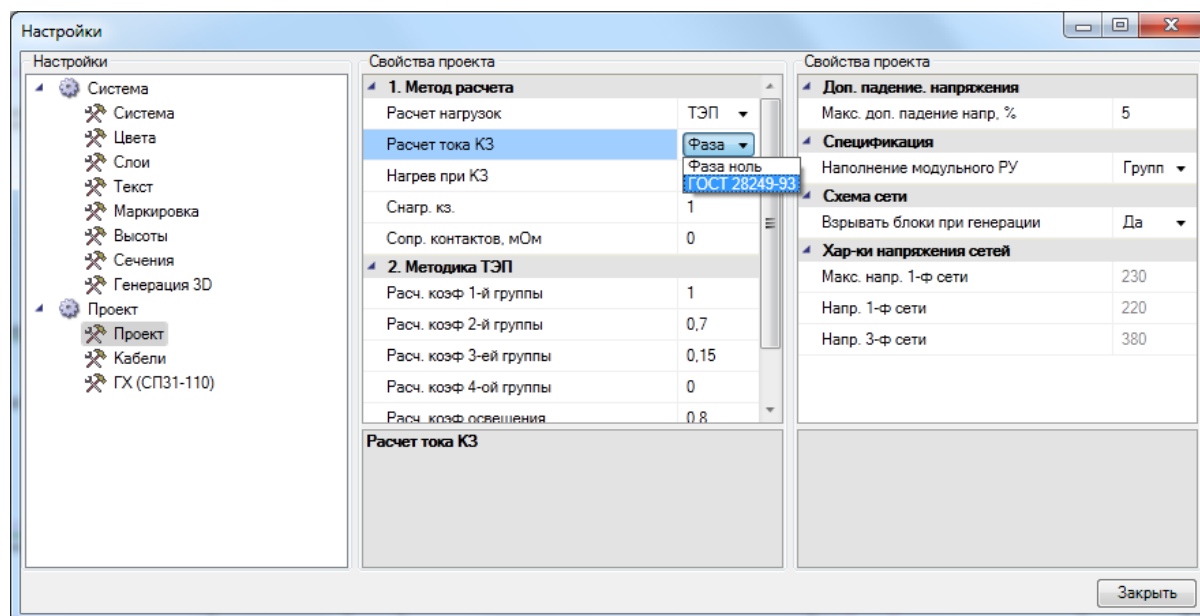 Настройки
Настройки
Система
Система
Цвета
Слои
Текст
Маркировка
Высоты
Сечения
Генерация 3D
Проект
Проект
Кабели
ГХ (СП31-110)
Свойства проекта
1. Метод расчета
Расчет нагрузок ТЭП
Расчет тока КЗ Фаза
Фаза ноль
ГОСТ 28249-93
Нагрев при КЗ
Cнагр. кз. 1
Сопр. контактов, мОм 0
2. Методика ТЭП
Расч. коэф 1-й группы 1
Расч. коэф 2-й группы 0,7
Расч. коэф 3-ей группы 0,15
Расч. коэф 4-ой группы 0
Расч. коэф освещения 0,8
Расчет тока КЗ
Свойства проекта
Доп. падение. напряжения
Макс. доп. падение напр, % 5
Спецификация
Наполнение модульного РУ Групп
Схема сети
Взрывать блоки при генерации Да
Хар-ки напряжения сетей
Макс. напр. 1-ф сети 230
Напр. 1-ф сети 220
Напр. 3-ф сети 380
Закрыть